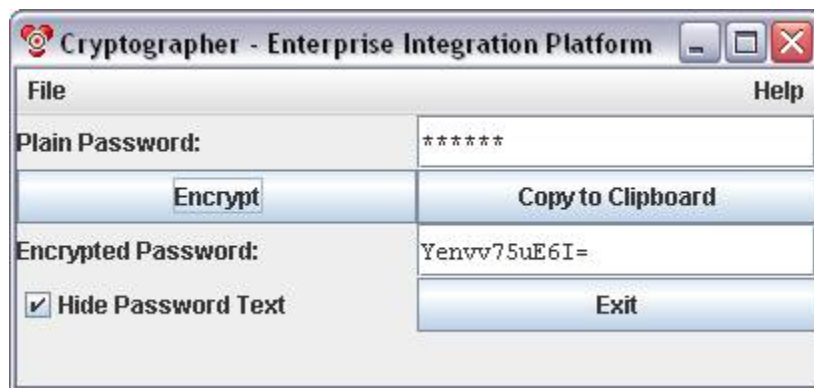 Cryptographer - Enterprise Integration Platform
File Help
Plain Password: ******
Encrypt Copy to Clipboard
Encrypted Password: Yenvv75uE6I=
Hide Password Text Exit